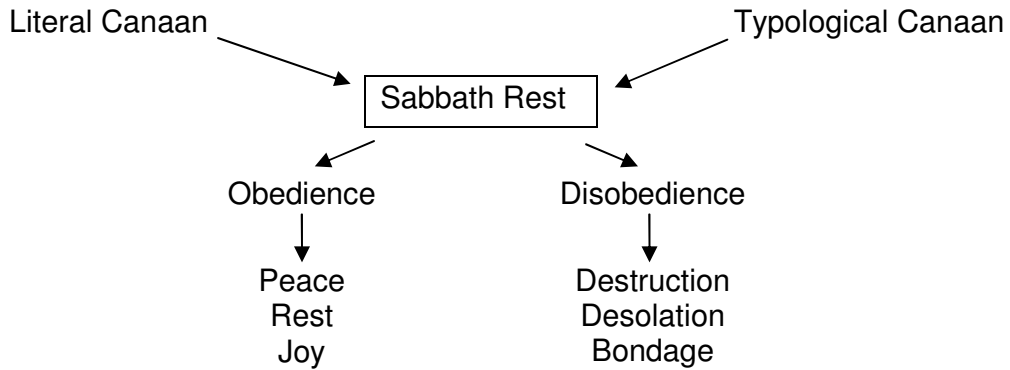 Literal Canaan
Typological Canaan
Sabbath Rest
Obedience
Disobedience
Peace
Rest
Joy
Destruction
Desolation
Bondage